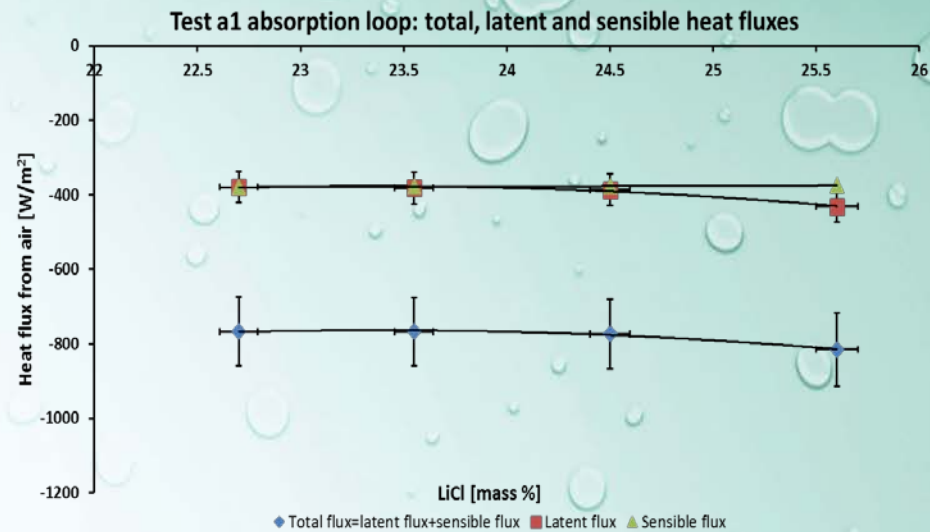 Test a1 absorption loop: total, latent and sensible heat fluxes
0
22 22.5 23 23.5 24 24.5 25 25.5 26
-200
-400
-600
-800
-1000
-1200
Heat flux from air [W/m²]
LiCl [mass %]
Total flux=latent flux+sensible flux Latent flux Sensible flux